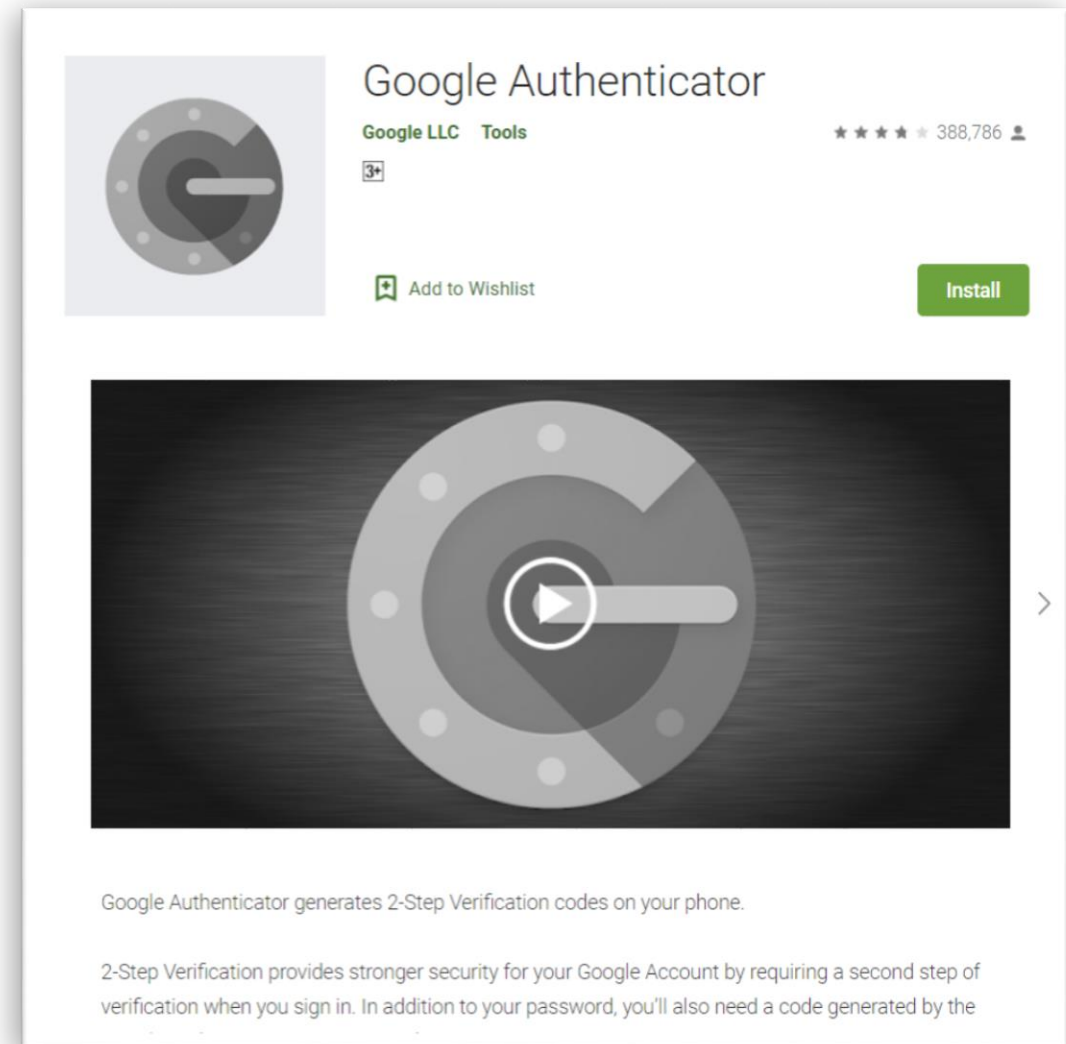 Google Authenticator
Google LLC Tools
388,786
3+
Add to Wishlist
Install
Google Authenticator generates 2-Step Verification codes on your phone.
2-Step Verification provides stronger security for your Google Account by requiring a second step of
verification when you sign in. In addition to your password, you'll also need a code generated by the